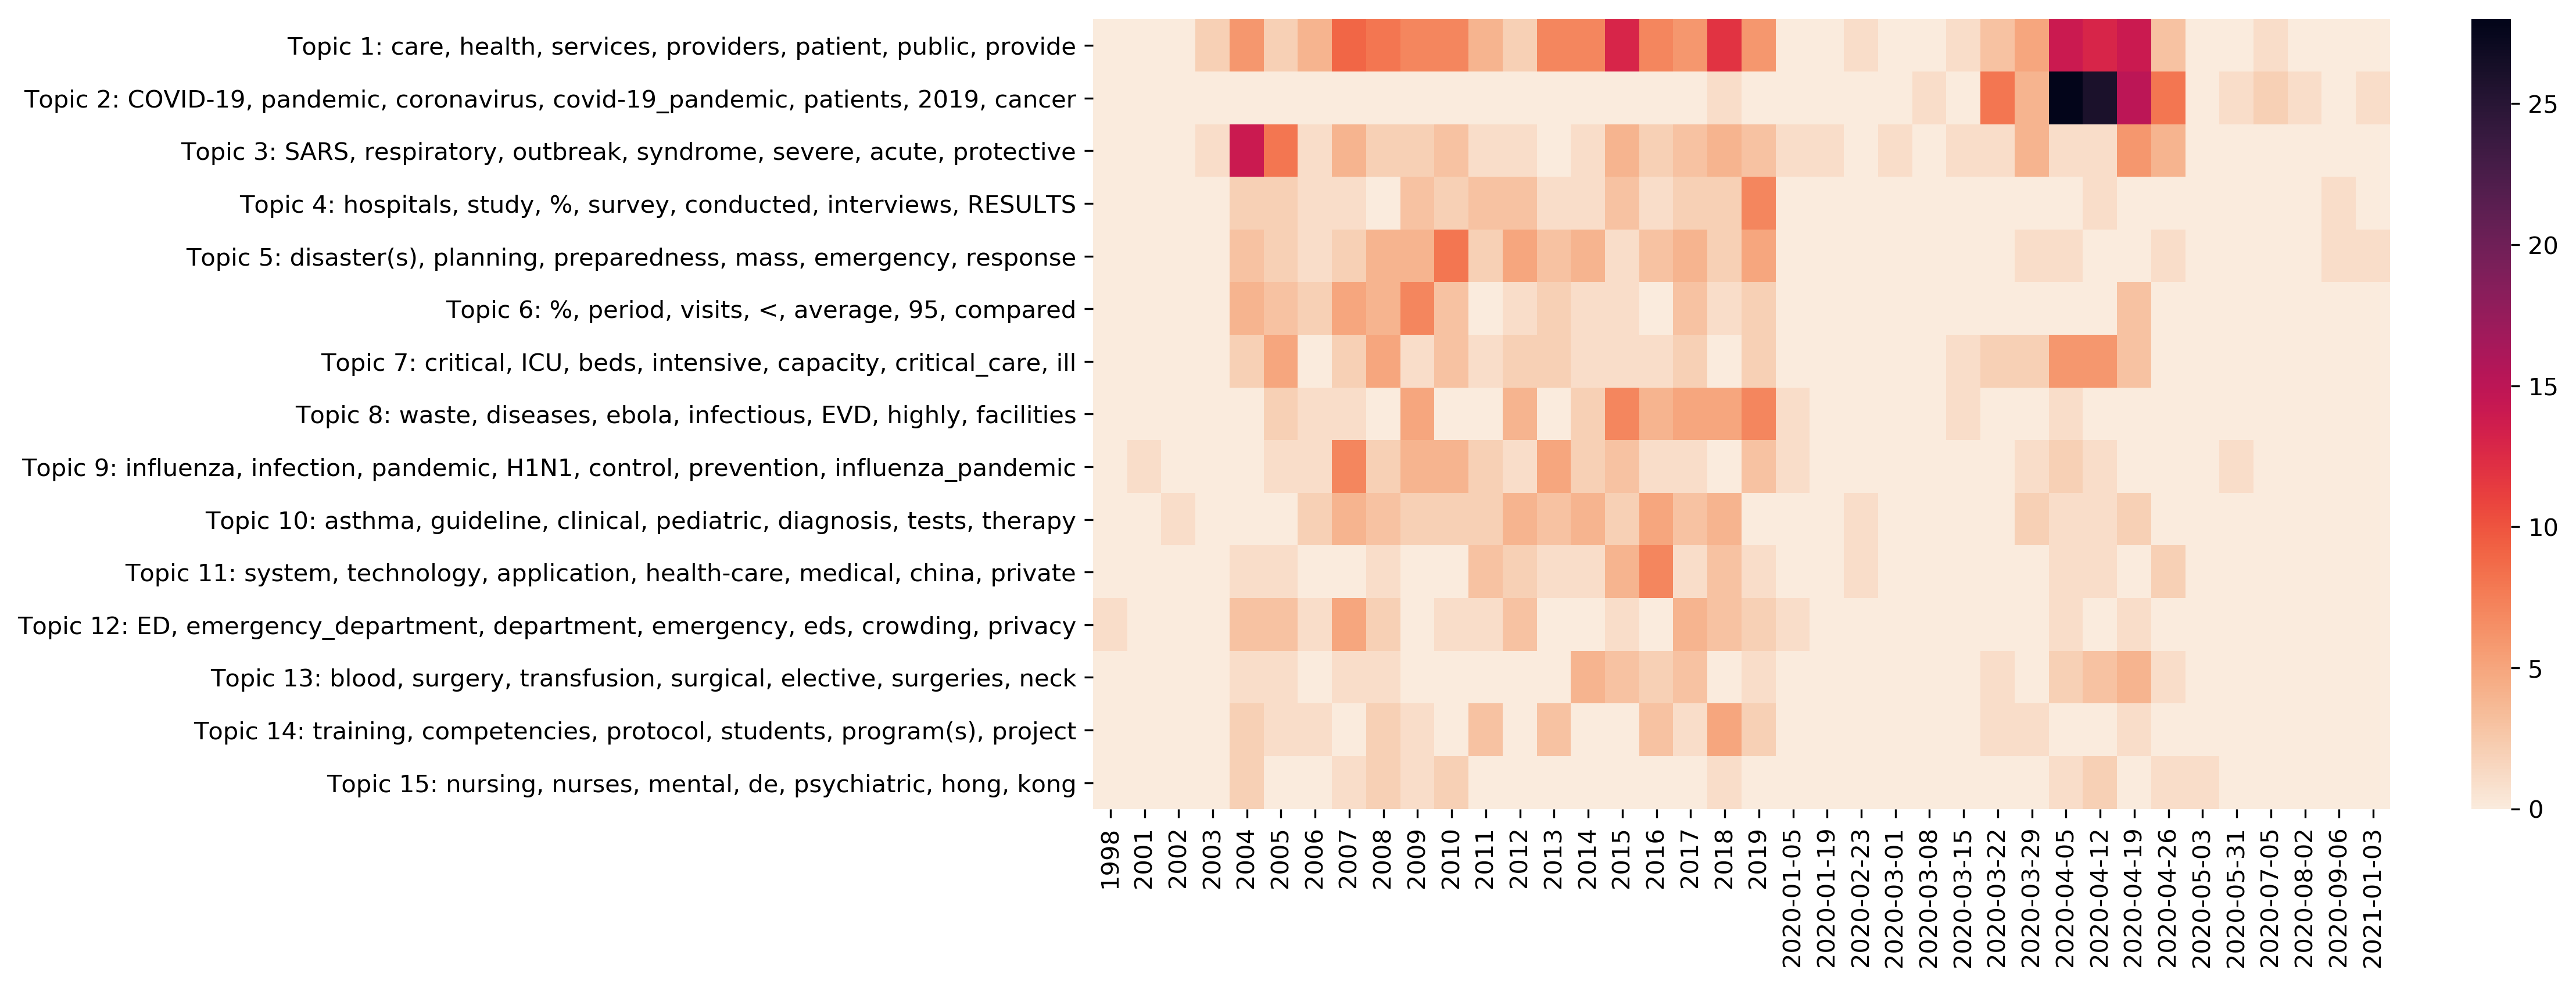 Topic 1: care, health, services, providers, patient, public, provide
Topic 2: COVID-19, pandemic, coronavirus, covid-19_pandemic, patients, 2019, cancer
Topic 3: SARS, respiratory, outbreak, syndrome, severe, acute, protective
Topic 4: hospitals, study, %, survey, conducted, interviews, RESULTS
Topic 5: disaster(s), planning, preparedness, mass, emergency, response
Topic 6: %, period, visits, <, average, 95, compared
Topic 7: critical, ICU, beds, intensive, capacity, critical_care, ill
Topic 8: waste, diseases, ebola, infectious, EVD, highly, facilities
Topic 9: influenza, infection, pandemic, H1N1, control, prevention, influenza_pandemic
Topic 10: asthma, guideline, clinical, pediatric, diagnosis, tests, therapy
Topic 11: system, technology, application, health-care, medical, china, private
Topic 12: ED, emergency_department, department, emergency, eds, crowding, privacy
Topic 13: blood, surgery, transfusion, surgical, elective, surgeries, neck
Topic 14: training, competencies, protocol, students, program(s), project
Topic 15: nursing, nurses, mental, de, psychiatric, hong, kong
1998
2001
2002
2003
2004
2005
2006
2007
2008
2009
2010
2011
2012
2013
2014
2015
2016
2017
2018
2019
2020-01-05
2020-01-19
2020-02-23
2020-03-01
2020-03-08
2020-03-15
2020-03-22
2020-03-29
2020-04-05
2020-04-12
2020-04-19
2020-04-26
2020-05-03
2020-05-31
2020-07-05
2020-08-02
2020-09-06
2021-01-03
25
20
15
10
5
0